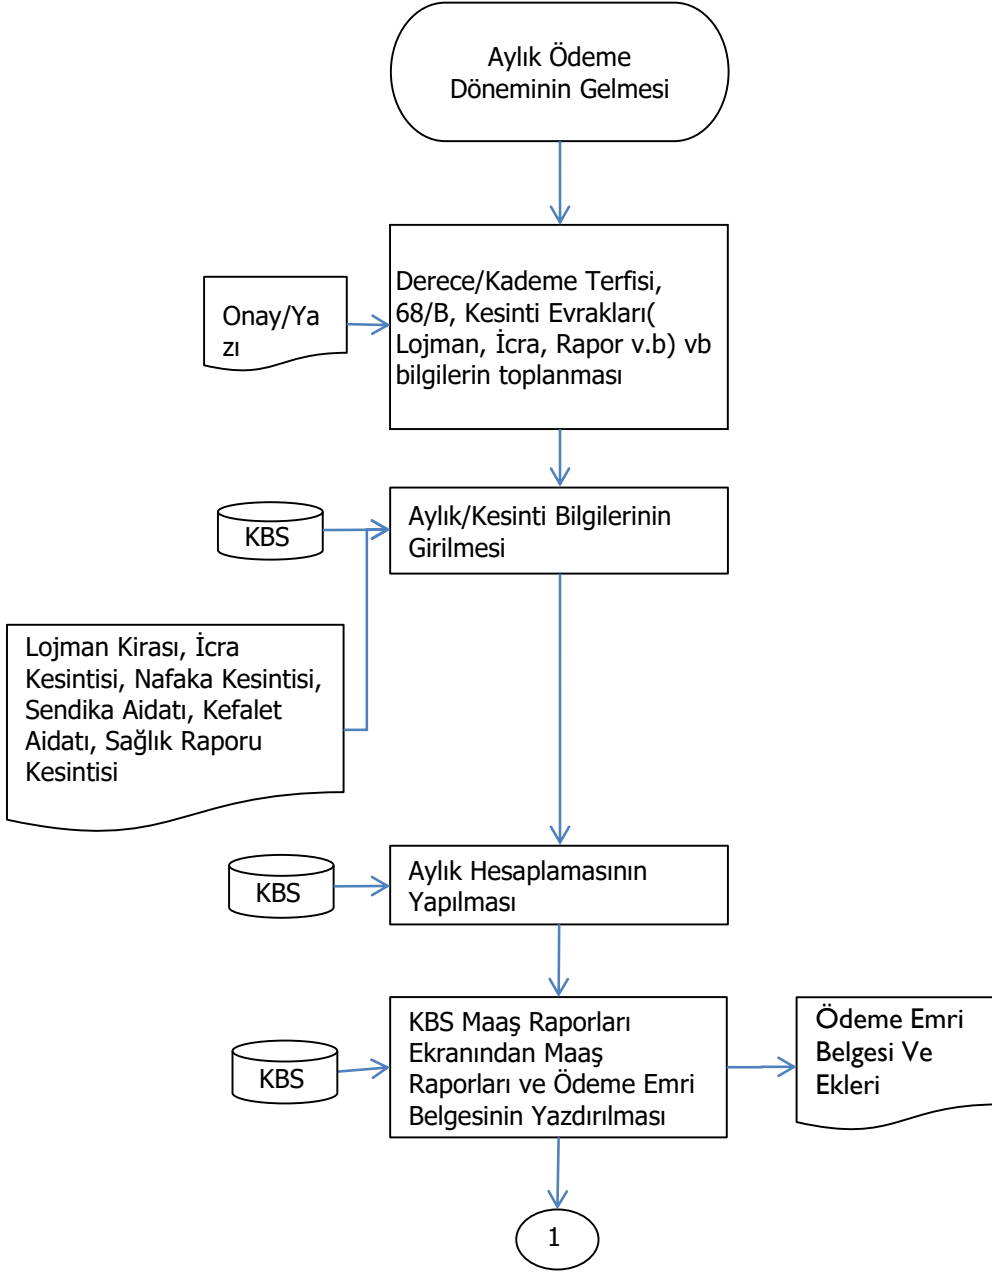 Aylık Ödeme
Döneminin Gelmesi
Derece/Kademe Terfisi,
68/B, Kesinti Evrakları(
Lojman, İcra, Rapor v.b) vb
bilgilerin toplanması
Onay/Ya
zı
Aylık/Kesinti Bilgilerinin
Girilmesi
KBS
Lojman Kirası, İcra
Kesintisi, Nafaka Kesintisi,
Sendika Aidatı, Kefalet
Aidatı, Sağlık Raporu
Kesintisi
Aylık Hesaplamasının
Yapılması
KBS
KBS Maaş Raporları
Ekranından Maaş
Raporları ve Ödeme Emri
Belgesinin Yazdırılması
KBS
Ödeme Emri
Belgesi Ve
Ekleri
1